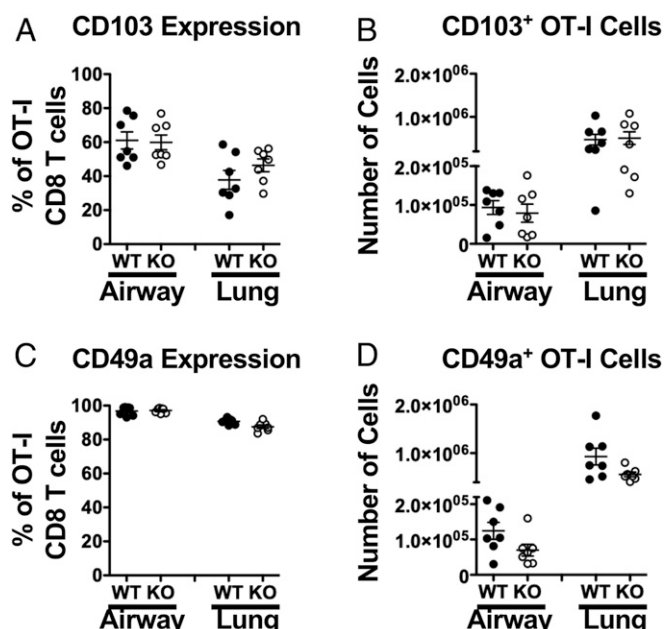 A CD103 Expression
% of OT-I
CD8 T cells
100
80
60
40
20
0
WT KO WT KO
Airway Lung
B CD103⁺ OT-I Cells
Number of Cells
2.0×10⁰⁶
1.0×10⁰⁶
2.0×10⁰⁵
1.0×10⁰⁵
0
WT KO WT KO
Airway Lung
C CD49a Expression
% of OT-I
CD8 T cells
100
80
60
40
20
0
WT KO WT KO
Airway Lung
D CD49a⁺ OT-I Cells
Number of Cells
2.0×10⁰⁶
1.0×10⁰⁶
2.0×10⁰⁵
1.0×10⁰⁵
0
WT KO WT KO
Airway Lung